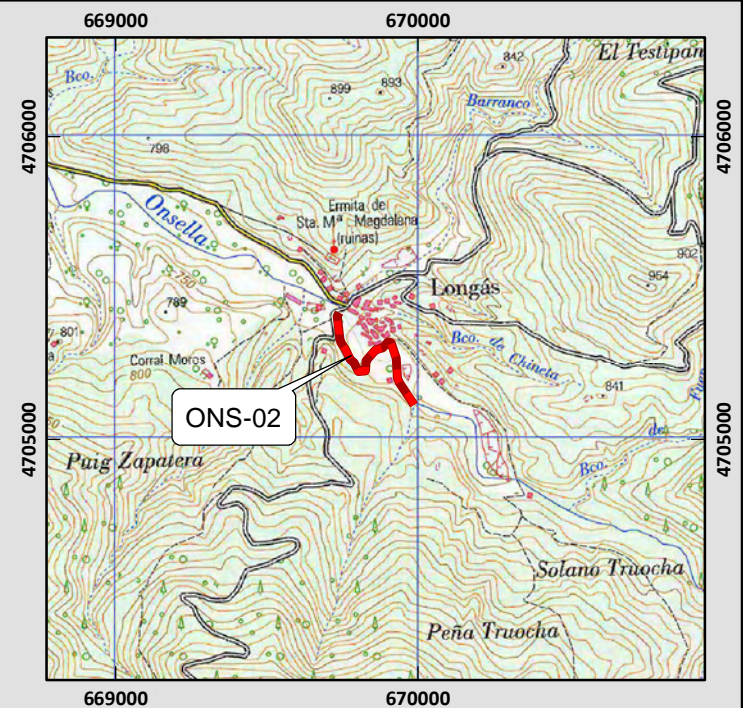 669000
670000
El Testipan
842
Bco.
899
893
Barranco
4706000
4706000
798
Ermita de
Sta. Mª Magdalena
(ruinas)
Onsella
902
954
750
Longás
789
801
Bco. de Chineta
Corral Moros
800
841
ONS-02
Bco. de
4705000
4705000
Puig Zapatera
Solano Truocha
Peña Truocha
669000
670000